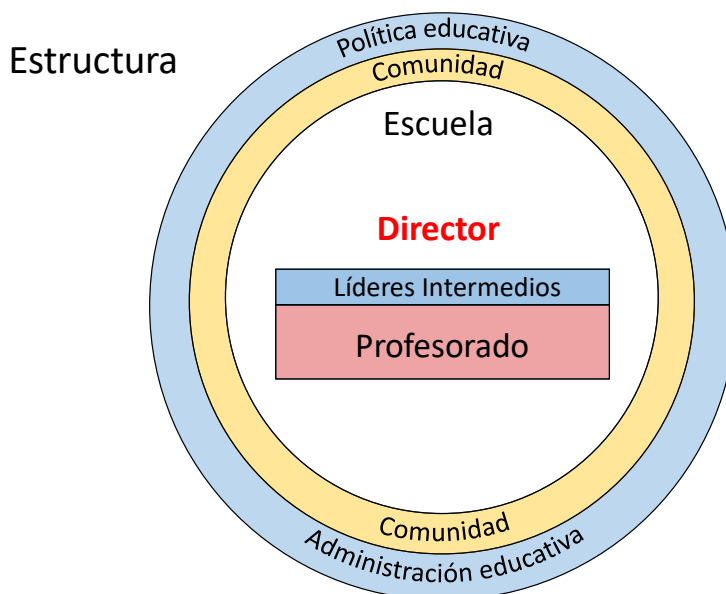 Estructura
Política educativa
Comunidad
Escuela
Director
Líderes Intermedios
Profesorado
Comunidad
Administración educativa